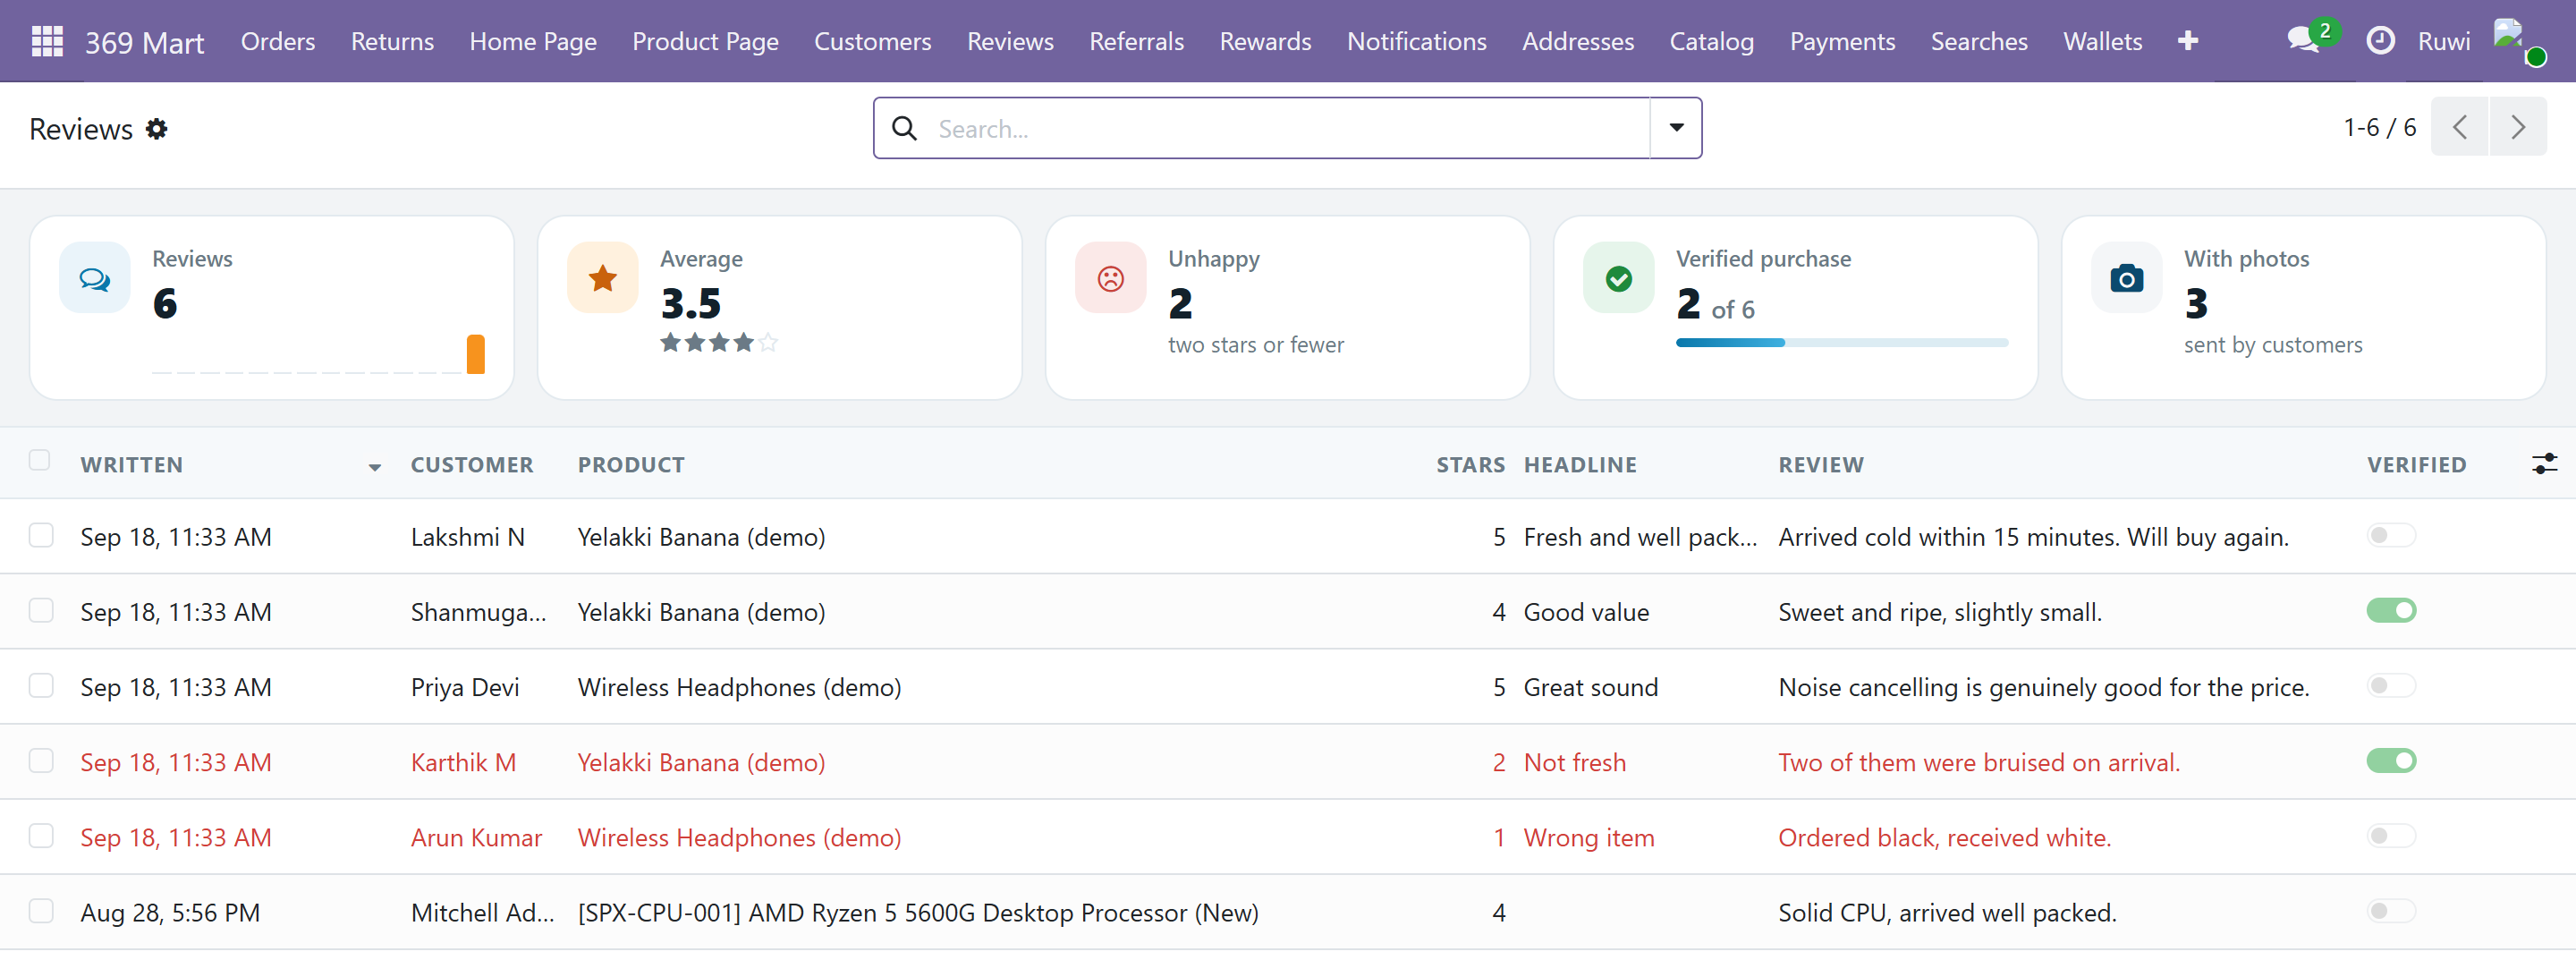 369 Mart Orders Returns Home Page Product Page Customers Reviews Referrals Rewards Notifications Addresses Catalog Payments Searches Wallets 2 Ruwi
Reviews Search... 1-6 / 6
Reviews
6
Average
3.5
Unhappy
2
two stars or fewer
Verified purchase
2 of 6
With photos
3
sent by customers
WRITTEN CUSTOMER PRODUCT STARS HEADLINE REVIEW VERIFIED
Sep 18, 11:33 AM Lakshmi N Yelakki Banana (demo) 5 Fresh and well pack... Arrived cold within 15 minutes. Will buy again.
Sep 18, 11:33 AM Shanmuga... Yelakki Banana (demo) 4 Good value Sweet and ripe, slightly small.
Sep 18, 11:33 AM Priya Devi Wireless Headphones (demo) 5 Great sound Noise cancelling is genuinely good for the price.
Sep 18, 11:33 AM Karthik M Yelakki Banana (demo) 2 Not fresh Two of them were bruised on arrival.
Sep 18, 11:33 AM Arun Kumar Wireless Headphones (demo) 1 Wrong item Ordered black, received white.
Aug 28, 5:56 PM Mitchell Ad... [SPX-CPU-001] AMD Ryzen 5 5600G Desktop Processor (New) 4 Solid CPU, arrived well packed.